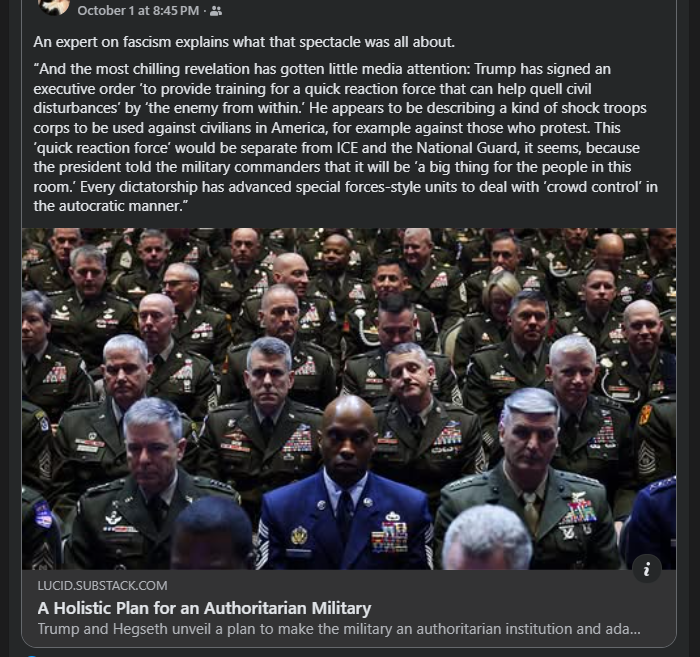 October 1 at 8:45 PM ·
An expert on fascism explains what that spectacle was all about.
“And the most chilling revelation has gotten little media attention: Trump has signed an
executive order ‘to provide training for a quick reaction force that can help quell civil
disturbances’ by ‘the enemy from within.’ He appears to be describing a kind of shock troops
corps to be used against civilians in America, for example against those who protest. This
‘quick reaction force’ would be separate from ICE and the National Guard, it seems, because
the president told the military commanders that it will be ‘a big thing for the people in this
room.’ Every dictatorship has advanced special forces-style units to deal with ‘crowd control’ in
the autocratic manner.”
i
LUCID.SUBSTACK.COM
A Holistic Plan for an Authoritarian Military
Trump and Hegseth unveil a plan to make the military an authoritarian institution and ada...